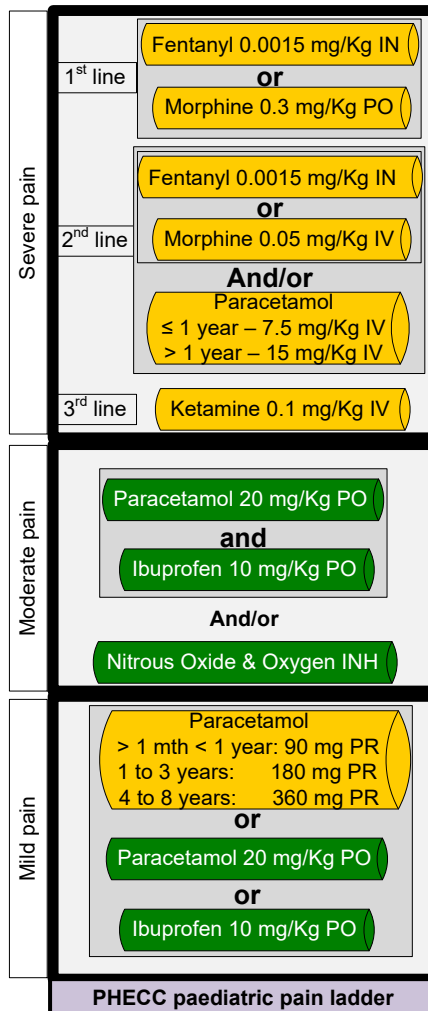 Severe pain
1st line
Fentanyl 0.0015 mg/Kg IN
or
Morphine 0.3 mg/Kg PO
2nd line
Fentanyl 0.0015 mg/Kg IN
or
Morphine 0.05 mg/Kg IV
And/or
Paracetamol
≤ 1 year – 7.5 mg/Kg IV
> 1 year – 15 mg/Kg IV
3rd line
Ketamine 0.1 mg/Kg IV
Moderate pain
Paracetamol 20 mg/Kg PO
and
Ibuprofen 10 mg/Kg PO
And/or
Nitrous Oxide & Oxygen INH
Mild pain
Paracetamol
> 1 mth < 1 year: 90 mg PR
1 to 3 years: 180 mg PR
4 to 8 years: 360 mg PR
or
Paracetamol 20 mg/Kg PO
or
Ibuprofen 10 mg/Kg PO
PHECC paediatric pain ladder